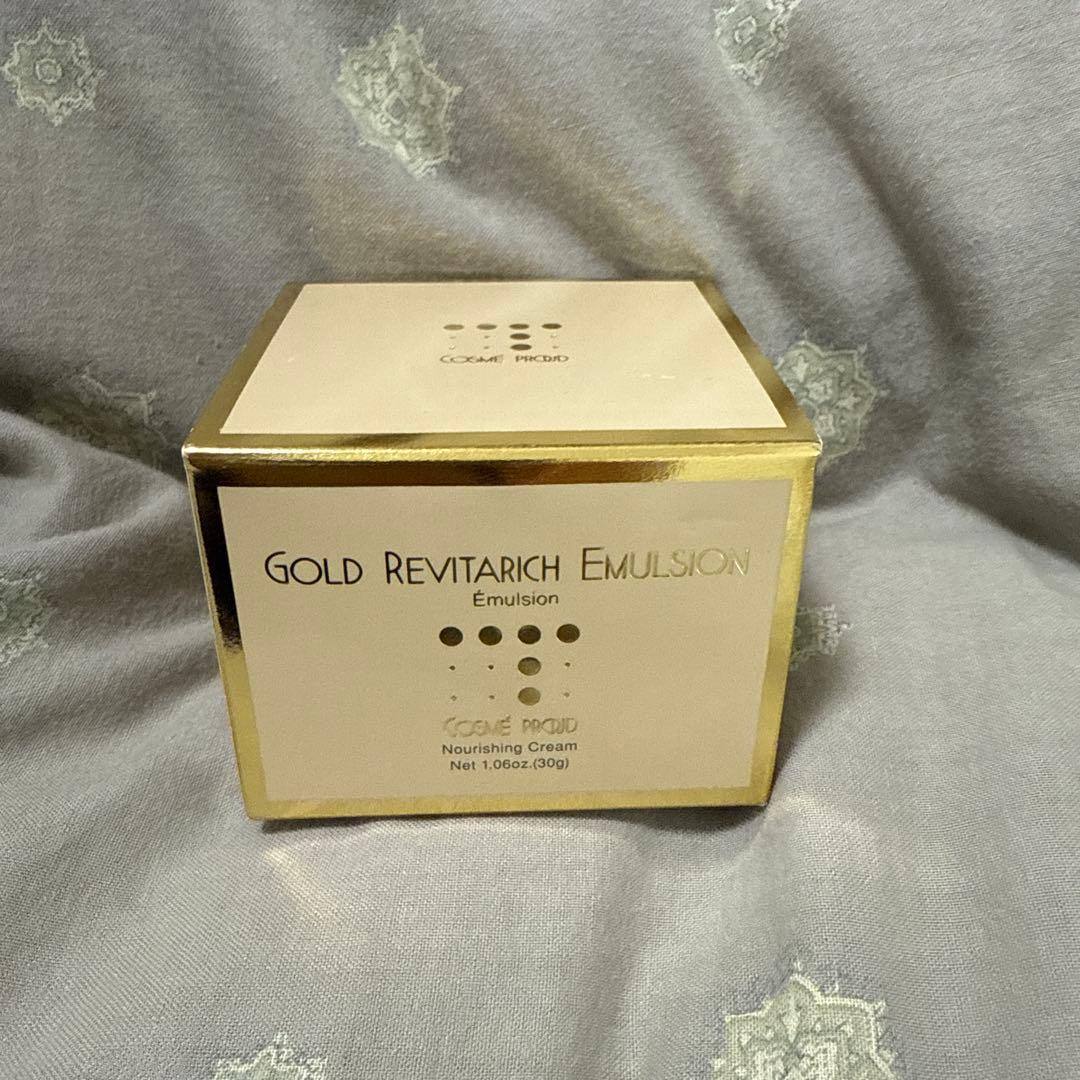 COSMÉ PROUD
GOLD REVITARICH EMULSION
Émulsion
COSMÉ PROUD
Nourishing Cream
Net 1.06oz.(30g)